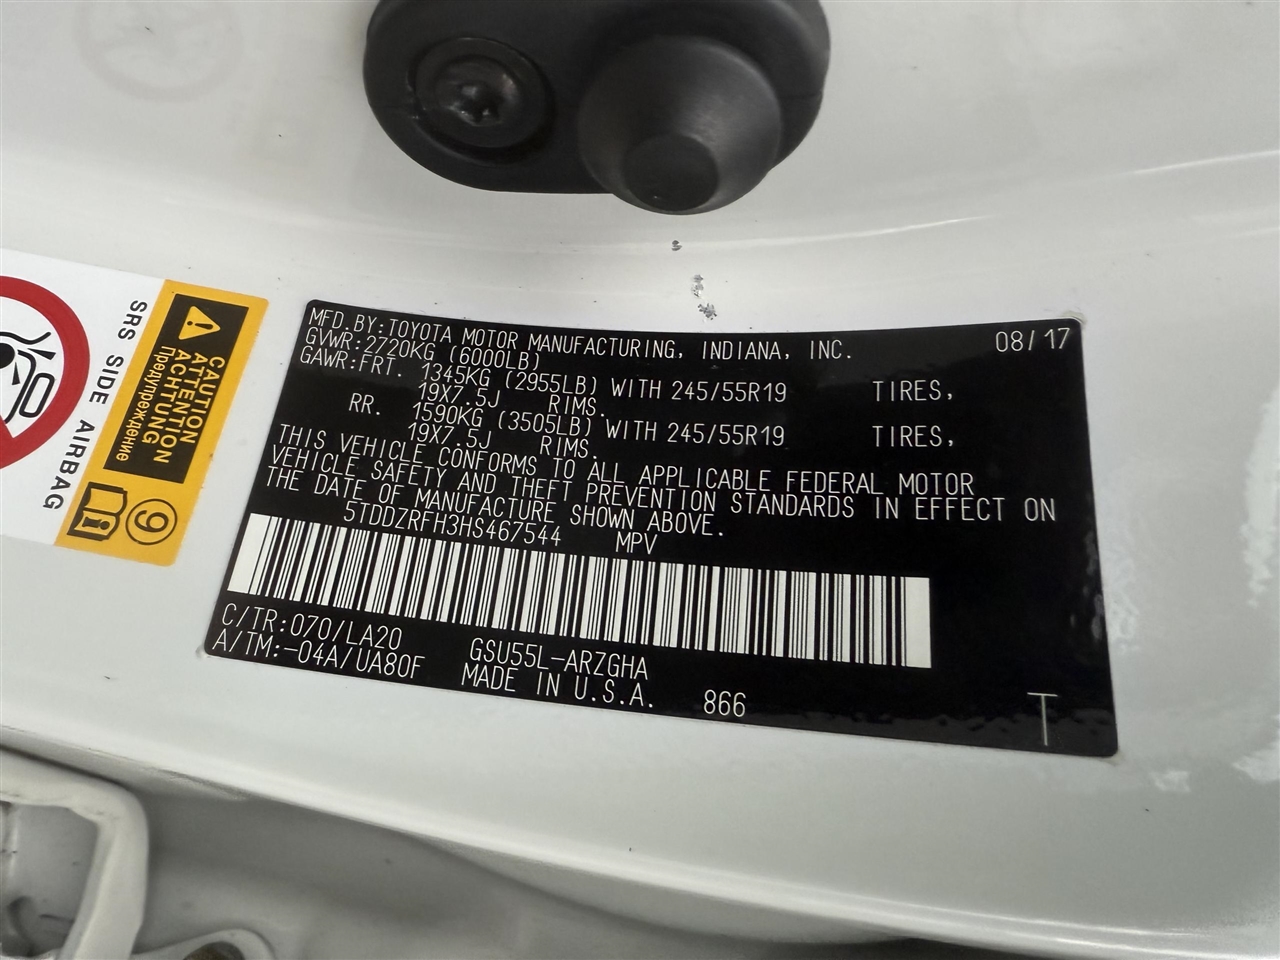 MFD.BY:TOYOTA MOTOR MANUFACTURING, INDIANA, INC. 08/17
GVWR:2720KG (6000LB)
GAWR:FRT. 1345KG (2955LB) WITH 245/55R19 TIRES,
19X7.5J RIMS.
RR. 1590KG (3505LB) WITH 245/55R19 TIRES,
19X7.5J RIMS.
THIS VEHICLE CONFORMS TO ALL APPLICABLE FEDERAL MOTOR
VEHICLE SAFETY AND THEFT PREVENTION STANDARDS IN EFFECT ON
THE DATE OF MANUFACTURE SHOWN ABOVE.
5TDDZRFH3HS467544 MPV
C/TR:070/LA20 GSU55L-ARZGHA
A/TM:-04A/UA80F MADE IN U.S.A. 866
T
SRS SIDE AIRBAG
CAUTION
ATTENTION
ACHTUNG
Предупреждение
9